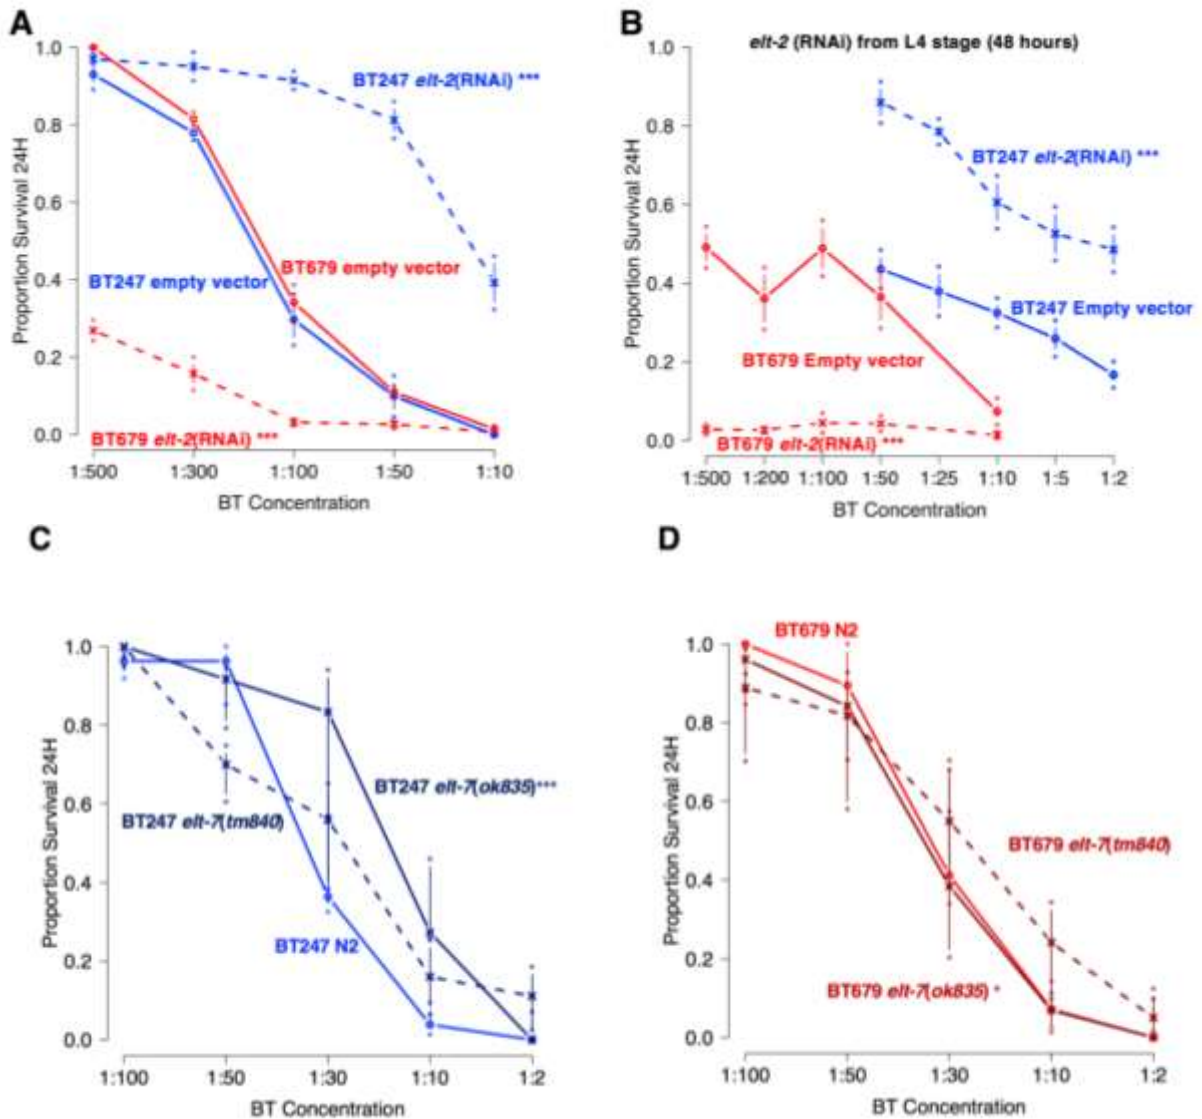 A
1.0
0.8
0.6
0.4
0.2
0.0
Proportion Survival 24H
BT247 elt-2(RNAi) ***
BT679 empty vector
BT247 empty vector
BT679 elt-2(RNAi) ***
1:500 1:300 1:100 1:50 1:10
BT Concentration
B
elt-2 (RNAi) from L4 stage (48 hours)
1.0
0.8
0.6
0.4
0.2
0.0
Proportion Survival 24H
BT247 elt-2(RNAi) ***
BT247 Empty vector
BT679 Empty vector
BT679 elt-2(RNAi) ***
1:500 1:200 1:100 1:50 1:25 1:10 1:5 1:2
BT Concentration
C
1.0
0.8
0.6
0.4
0.2
0.0
Proportion Survival 24H
BT247 elt-7(ok835)***
BT247 elt-7(tm840)
BT247 N2
1:100 1:50 1:30 1:10 1:2
BT Concentration
D
BT679 N2
1.0
0.8
0.6
0.4
0.2
0.0
Proportion Survival 24H
BT679 elt-7(tm840)
BT679 elt-7(ok835) *
1:100 1:50 1:30 1:10 1:2
BT Concentration